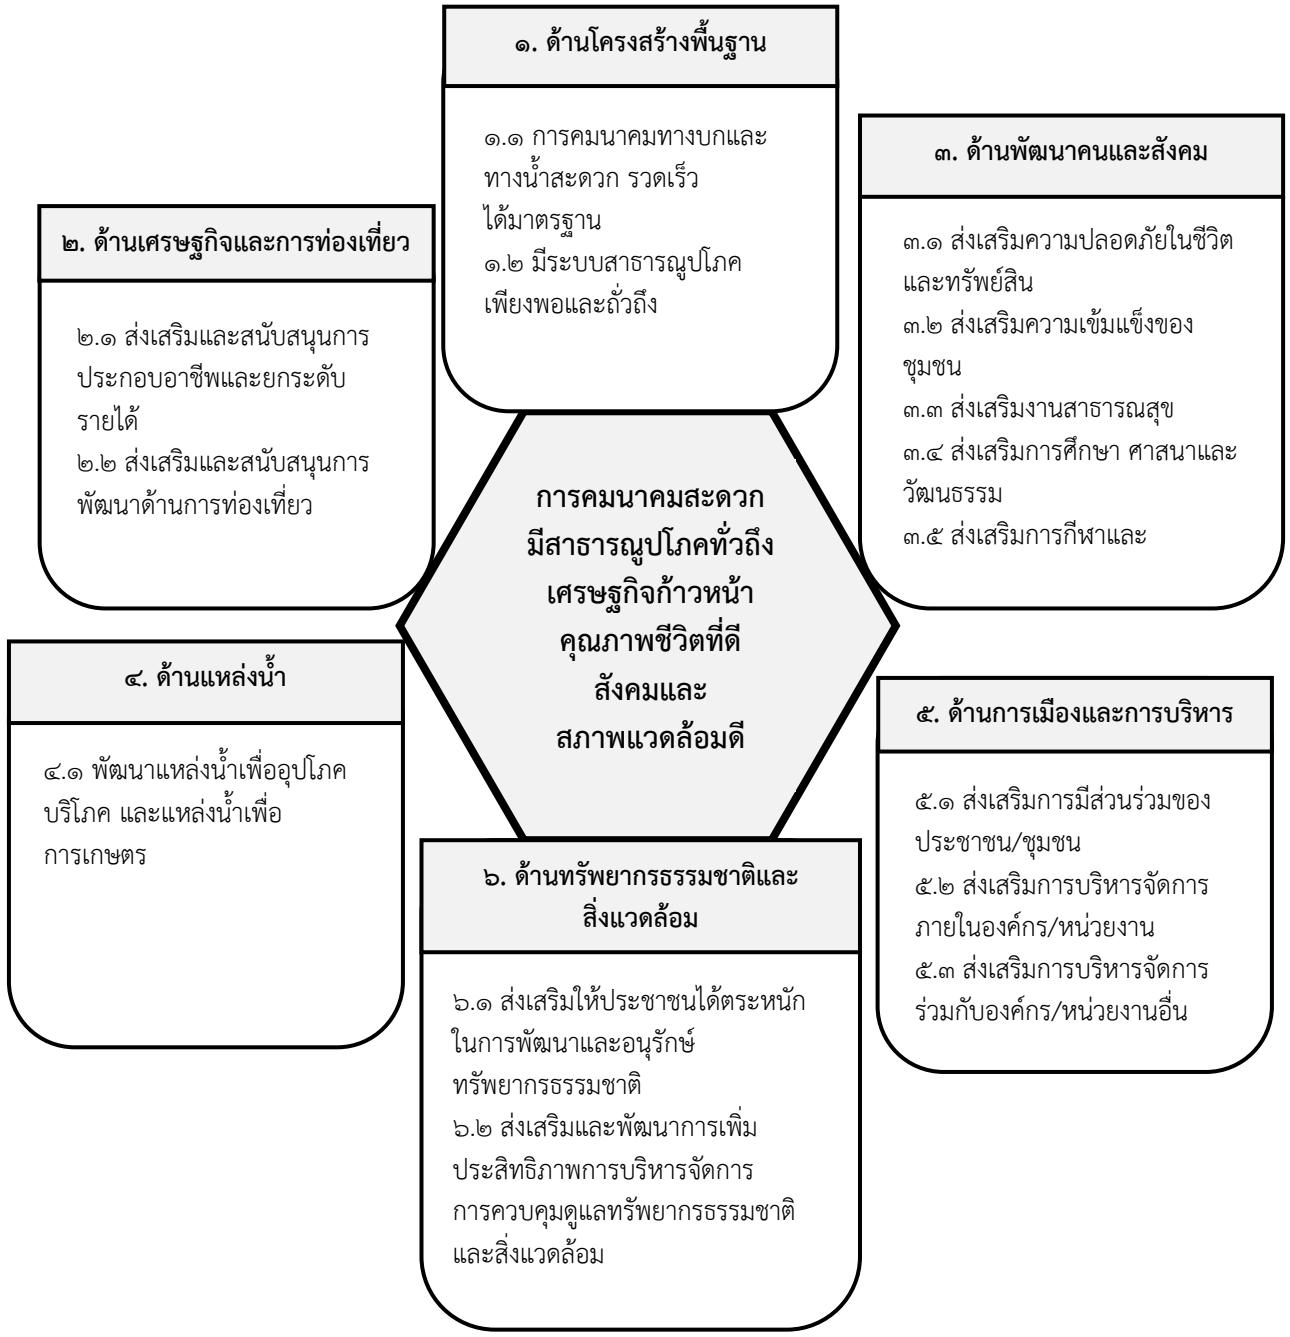 ๑. ด้านโครงสร้างพื้นฐาน
๑.๑ การคมนาคมทางบกและ
ทางน้ำสะดวก รวดเร็ว
ได้มาตรฐาน
๑.๒ มีระบบสาธารณูปโภค
เพียงพอและถั่วถึง
๒. ด้านเศรษฐกิจและการท่องเที่ยว
๒.๑ ส่งเสริมและสนับสนุนการ
ประกอบอาชีพและยกระดับ
รายได้
๒.๒ ส่งเสริมและสนับสนุนการ
พัฒนาด้านการท่องเที่ยว
๓. ด้านพัฒนาคนและสังคม
๓.๑ ส่งเสริมความปลอดภัยในชีวิต
และทรัพย์สิน
๓.๒ ส่งเสริมความเข้มแข็งของ
ชุมชน
๓.๓ ส่งเสริมงานสาธารณสุข
๓.๔ ส่งเสริมการศึกษา ศาสนาและ
วัฒนธรรม
๓.๕ ส่งเสริมการกีฬาและ
การคมนาคมสะดวก
มีสาธารณูปโภคทั่วถึง
เศรษฐกิจก้าวหน้า
คุณภาพชีวิตที่ดี
สังคมและ
สภาพแวดล้อมดี
๔. ด้านแหล่งน้ำ
๔.๑ พัฒนาแหล่งน้ำเพื่ออุปโภค
บริโภค และแหล่งน้ำเพื่อ
การเกษตร
๕. ด้านการเมืองและการบริหาร
๕.๑ ส่งเสริมการมีส่วนร่วมของ
ประชาชน/ชุมชน
๕.๒ ส่งเสริมการบริหารจัดการ
ภายในองค์กร/หน่วยงาน
๕.๓ ส่งเสริมการบริหารจัดการ
ร่วมกับองค์กร/หน่วยงานอื่น
๖. ด้านทรัพยากรธรรมชาติและ
สิ่งแวดล้อม
๖.๑ ส่งเสริมให้ประชาชนได้ตระหนัก
ในการพัฒนาและอนุรักษ์
ทรัพยากรธรรมชาติ
๖.๒ ส่งเสริมและพัฒนาการเพิ่ม
ประสิทธิภาพการบริหารจัดการ
การควบคุมดูแลทรัพยากรธรรมชาติ
และสิ่งแวดล้อม